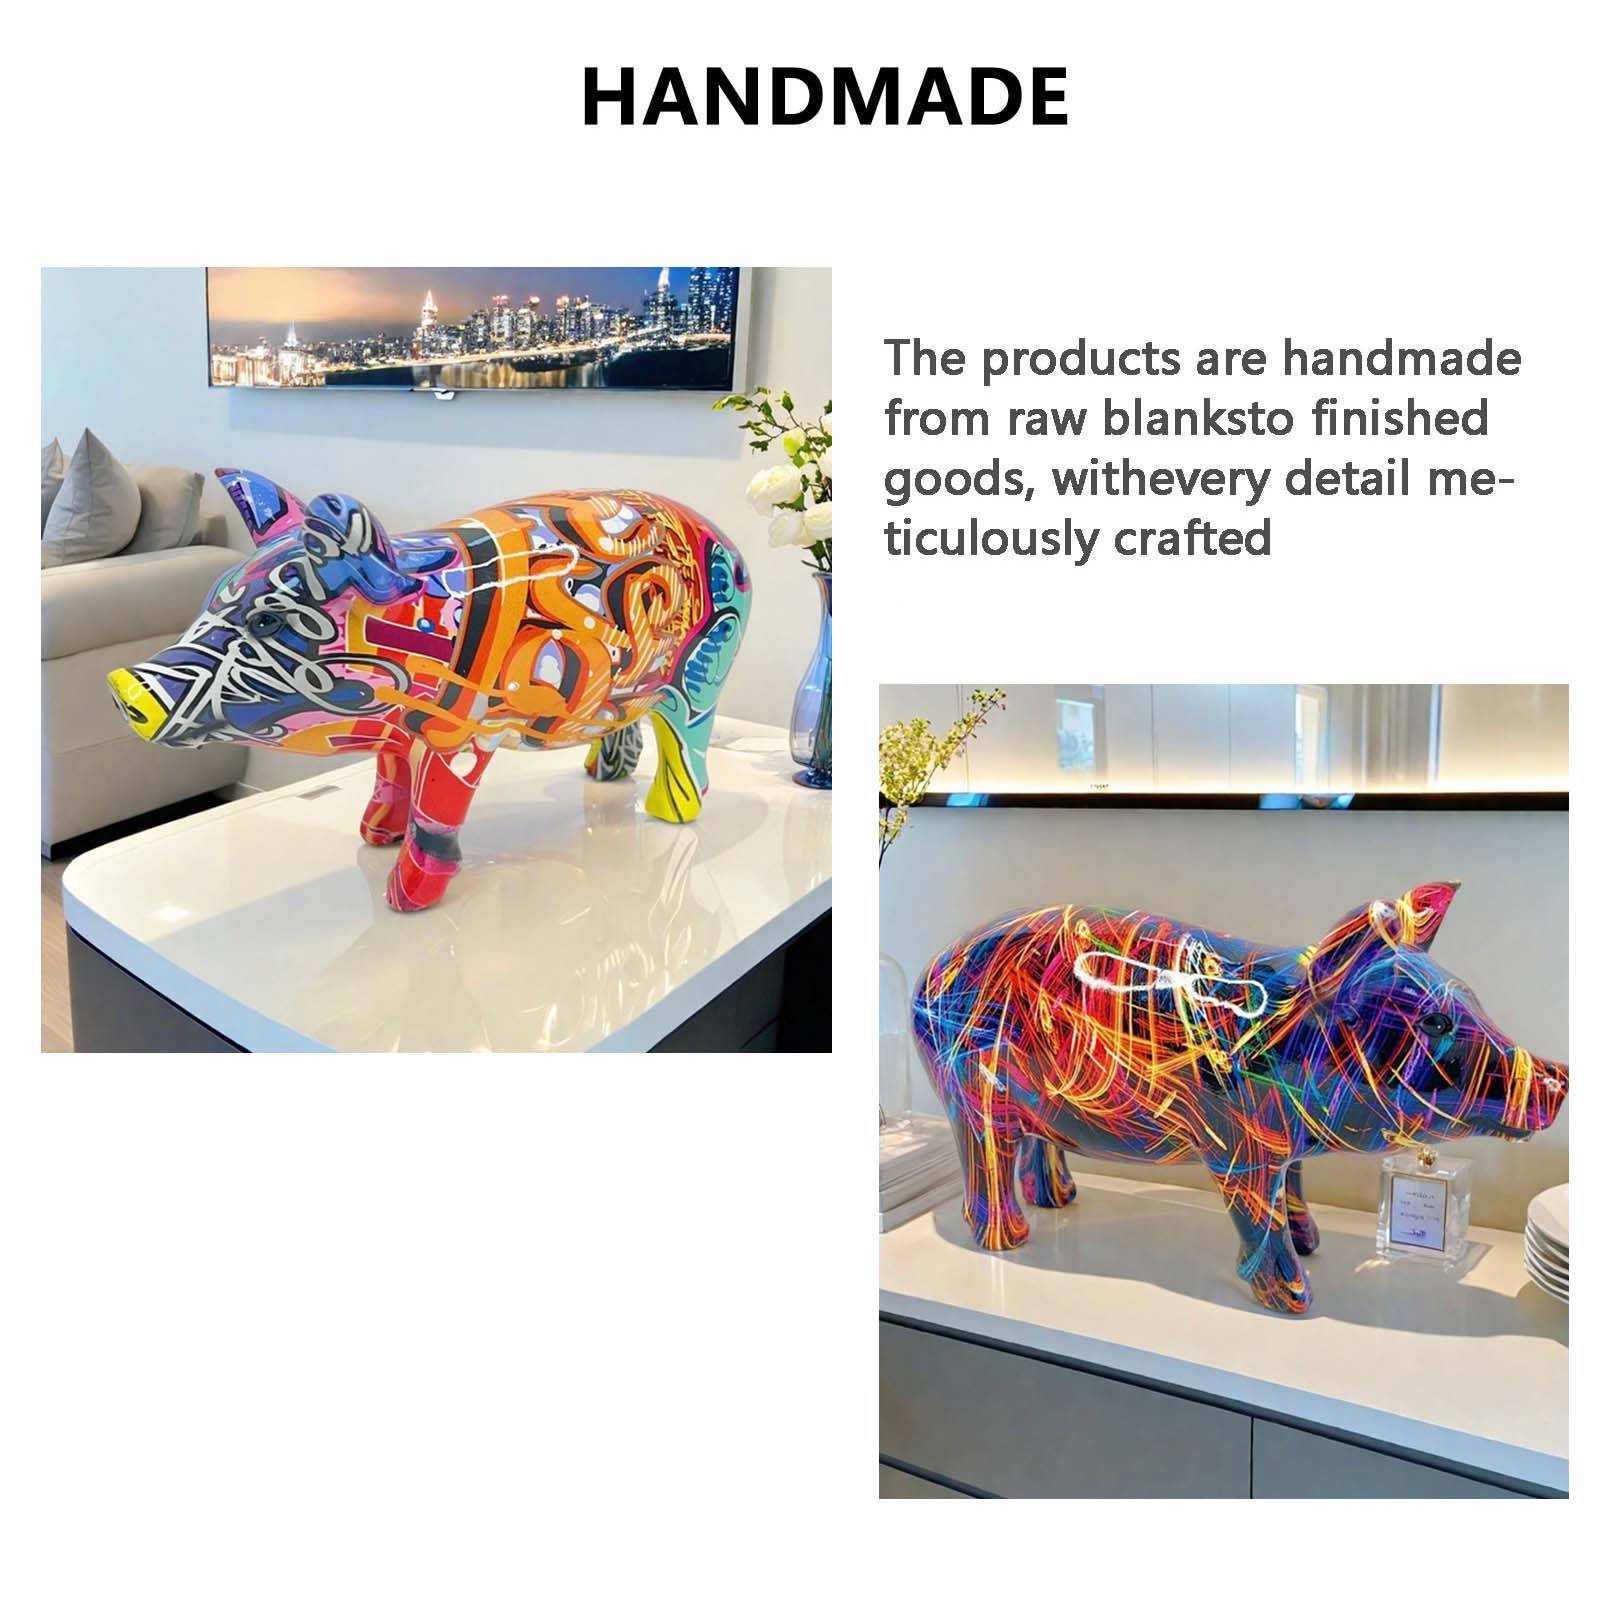 HANDMADE
The products are handmade
from raw blanksto finished
goods, withevery detail me-
ticulously crafted